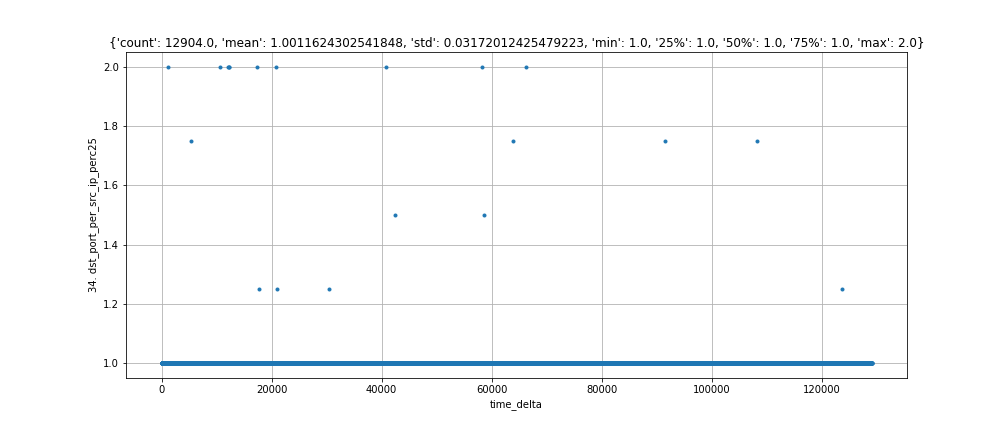 {'count': 12904.0, 'mean': 1.0011624302541848, 'std': 0.03172012425479223, 'min': 1.0, '25%': 1.0, '50%': 1.0, '75%': 1.0, 'max': 2.0}
34. dst_port_per_src_ip_perc25
2.0
1.8
1.6
1.4
1.2
1.0
0 20000 40000 60000 80000 100000 120000
time_delta